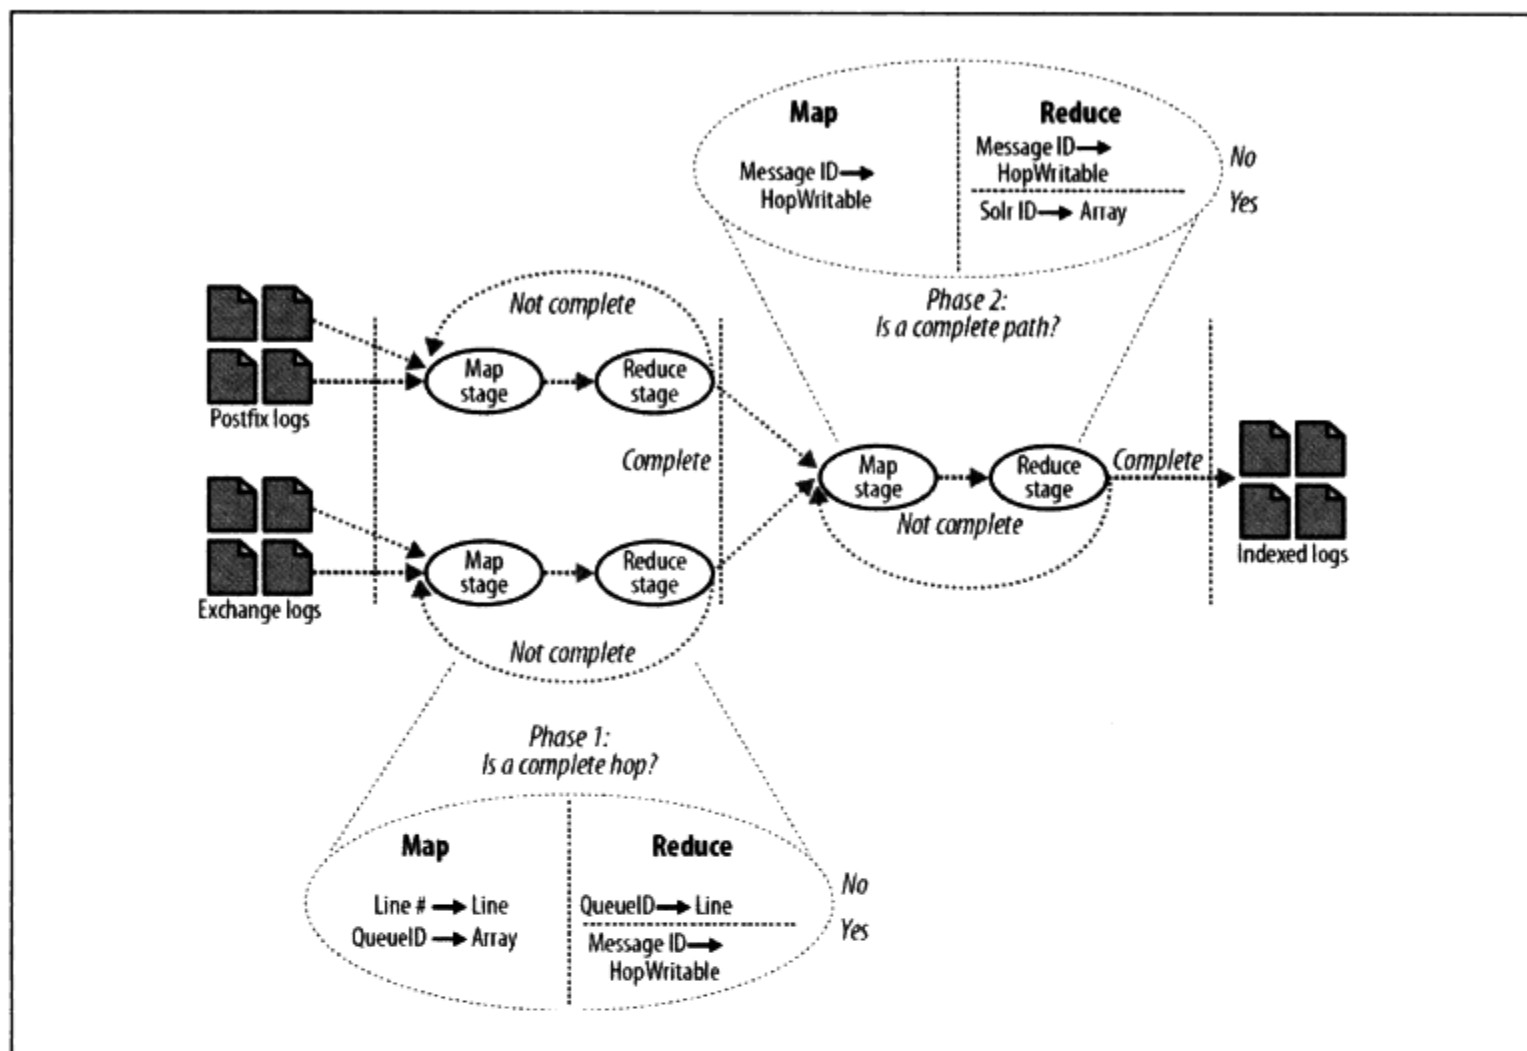 Map
Reduce
Message ID→
HopWritable
Message ID→
HopWritable
Solr ID→Array
No
Yes
Phase 2:
Is a complete path?
Not complete
Map
stage
Reduce
stage
Postfix logs
Complete
Map
stage
Reduce
stage
Complete
Not complete
Indexed logs
Map
stage
Reduce
stage
Exchange logs
Not complete
Phase 1:
Is a complete hop?
Map
Reduce
Line #→Line
QueueID→Array
QueueID→Line
Message ID→
HopWritable
No
Yes